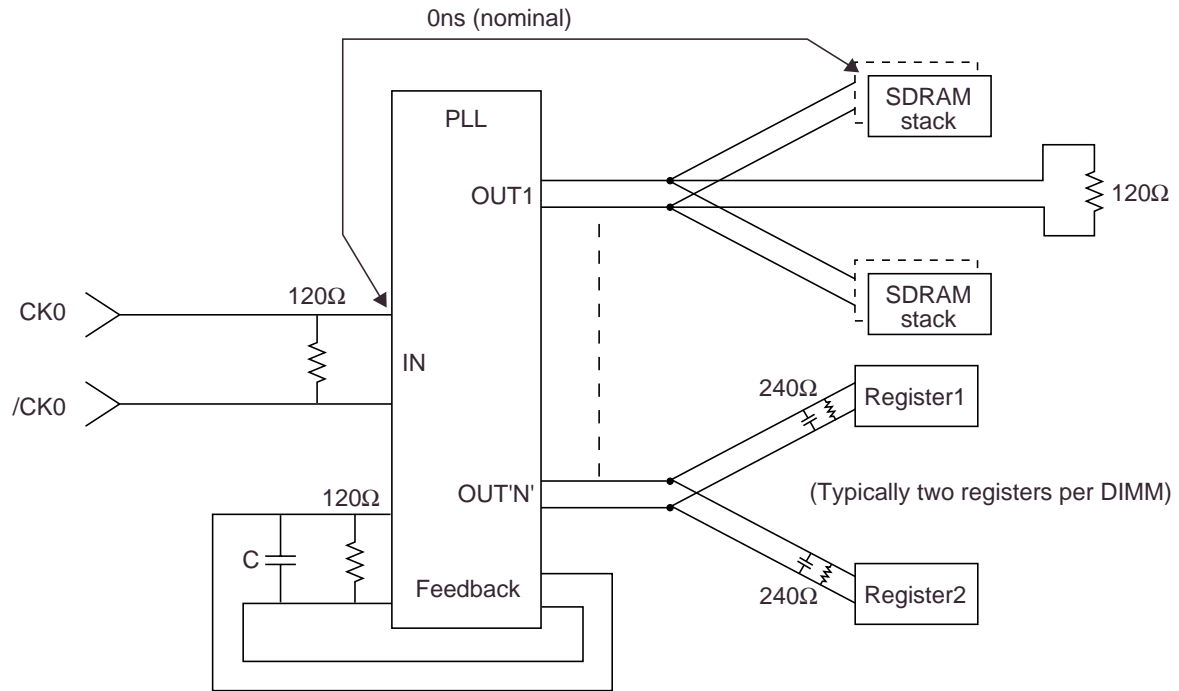 0ns (nominal)
PLL
SDRAM
stack
OUT1
120Ω
SDRAM
stack
120Ω
CK0
IN
/CK0
240Ω
Register1
OUT'N'
(Typically two registers per DIMM)
120Ω
C
Feedback
240Ω
Register2